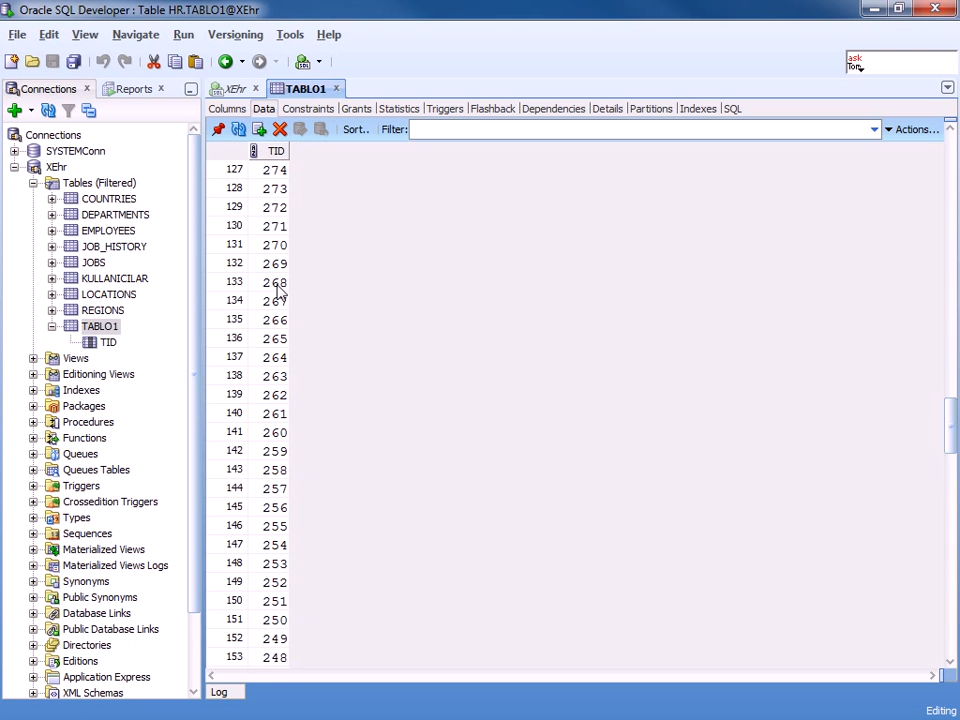 Oracle SQL Developer : Table HR.TABLO1@XEhr
File Edit View Navigate Run Versioning Tools Help
ask
Tom
Connections Reports
Connections
SYSTEMConn
XEhr
Tables (Filtered)
COUNTRIES
DEPARTMENTS
EMPLOYEES
JOB_HISTORY
JOBS
KULLANICILAR
LOCATIONS
REGIONS
TABLO1
TID
Views
Editioning Views
Indexes
Packages
Procedures
Functions
Queues
Queues Tables
Triggers
Crossedition Triggers
Types
Sequences
Materialized Views
Materialized Views Logs
Synonyms
Public Synonyms
Database Links
Public Database Links
Directories
Editions
Application Express
XML Schemas
XEhr TABLO1
Columns Data Constraints Grants Statistics Triggers Flashback Dependencies Details Partitions Indexes SQL
Sort.. Filter: Actions...
TID
127 274
128 273
129 272
130 271
131 270
132 269
133 268
134 267
135 266
136 265
137 264
138 263
139 262
140 261
141 260
142 259
143 258
144 257
145 256
146 255
147 254
148 253
149 252
150 251
151 250
152 249
153 248
Log
Editing